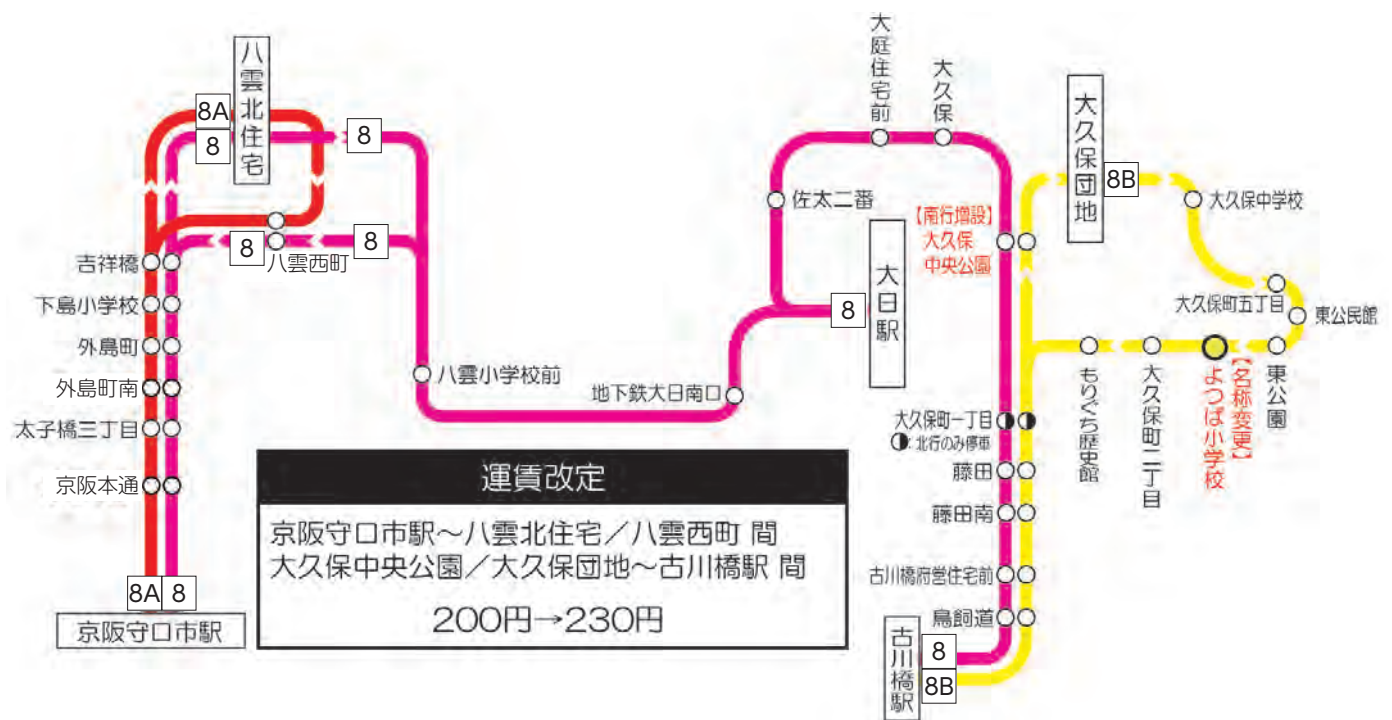 八雲北住宅
8A
8
8
8
8
八雲西町
吉祥橋
下島小学校
外島町
外島町南
太子橋三丁目
京阪本通
8A
8
京阪守口市駅
八雲小学校前
地下鉄大日南口
大庭住宅前
大久保
佐太二番
8
大日駅
【南行増設】
大久保
中央公園
大久保団地
8B
大久保中学校
大久保町五丁目
東公民館
東公園
【名称変更】
よつば小学校
大久保町二丁目
もりぐち歴史館
大久保町一丁目
◑:北行のみ停車
藤田
藤田南
古川橋府営住宅前
鳥飼道
8
8B
古川橋駅
運賃改定
京阪守口市駅~八雲北住宅/八雲西町 間
大久保中央公園/大久保団地~古川橋駅 間
200円→230円